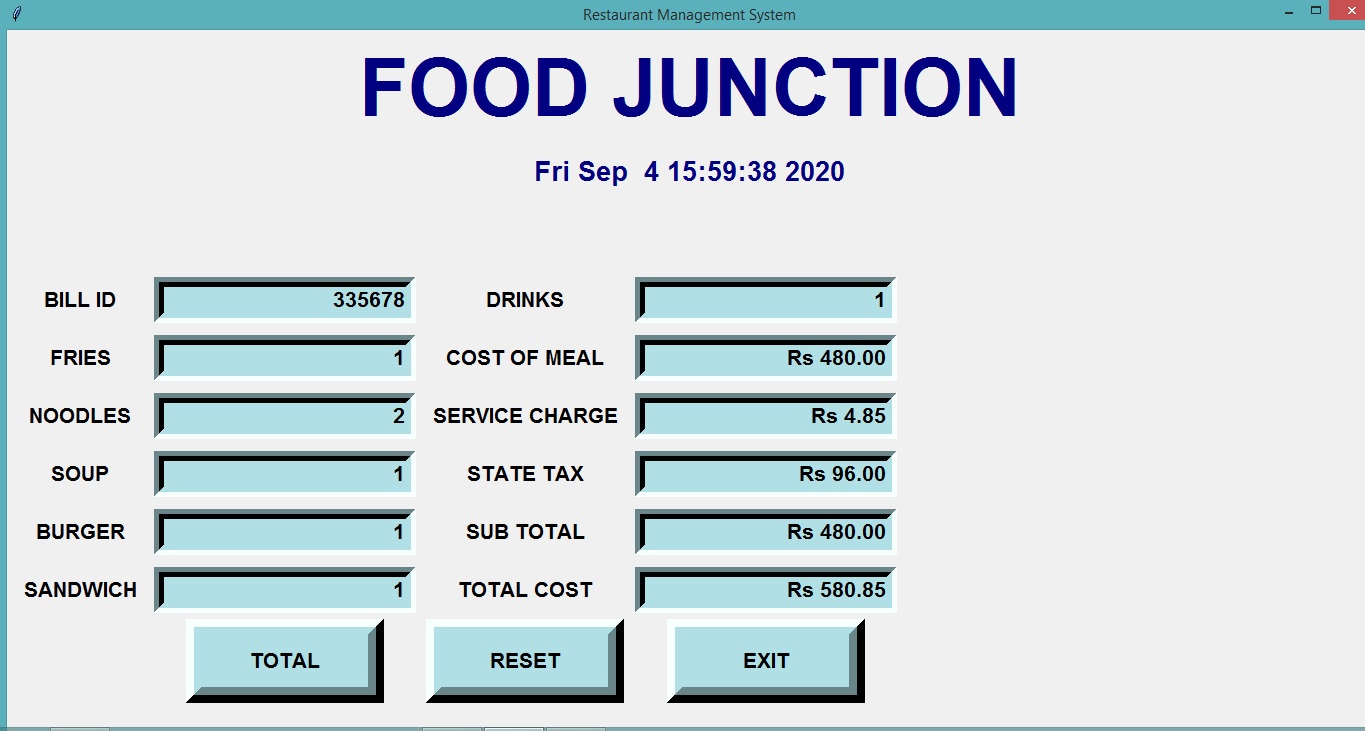 Restaurant Management System
FOOD JUNCTION
Fri Sep  4 15:59:38 2020
BILL ID 335678 DRINKS 1
FRIES 1 COST OF MEAL Rs 480.00
NOODLES 2 SERVICE CHARGE Rs 4.85
SOUP 1 STATE TAX Rs 96.00
BURGER 1 SUB TOTAL Rs 480.00
SANDWICH 1 TOTAL COST Rs 580.85
TOTAL RESET EXIT